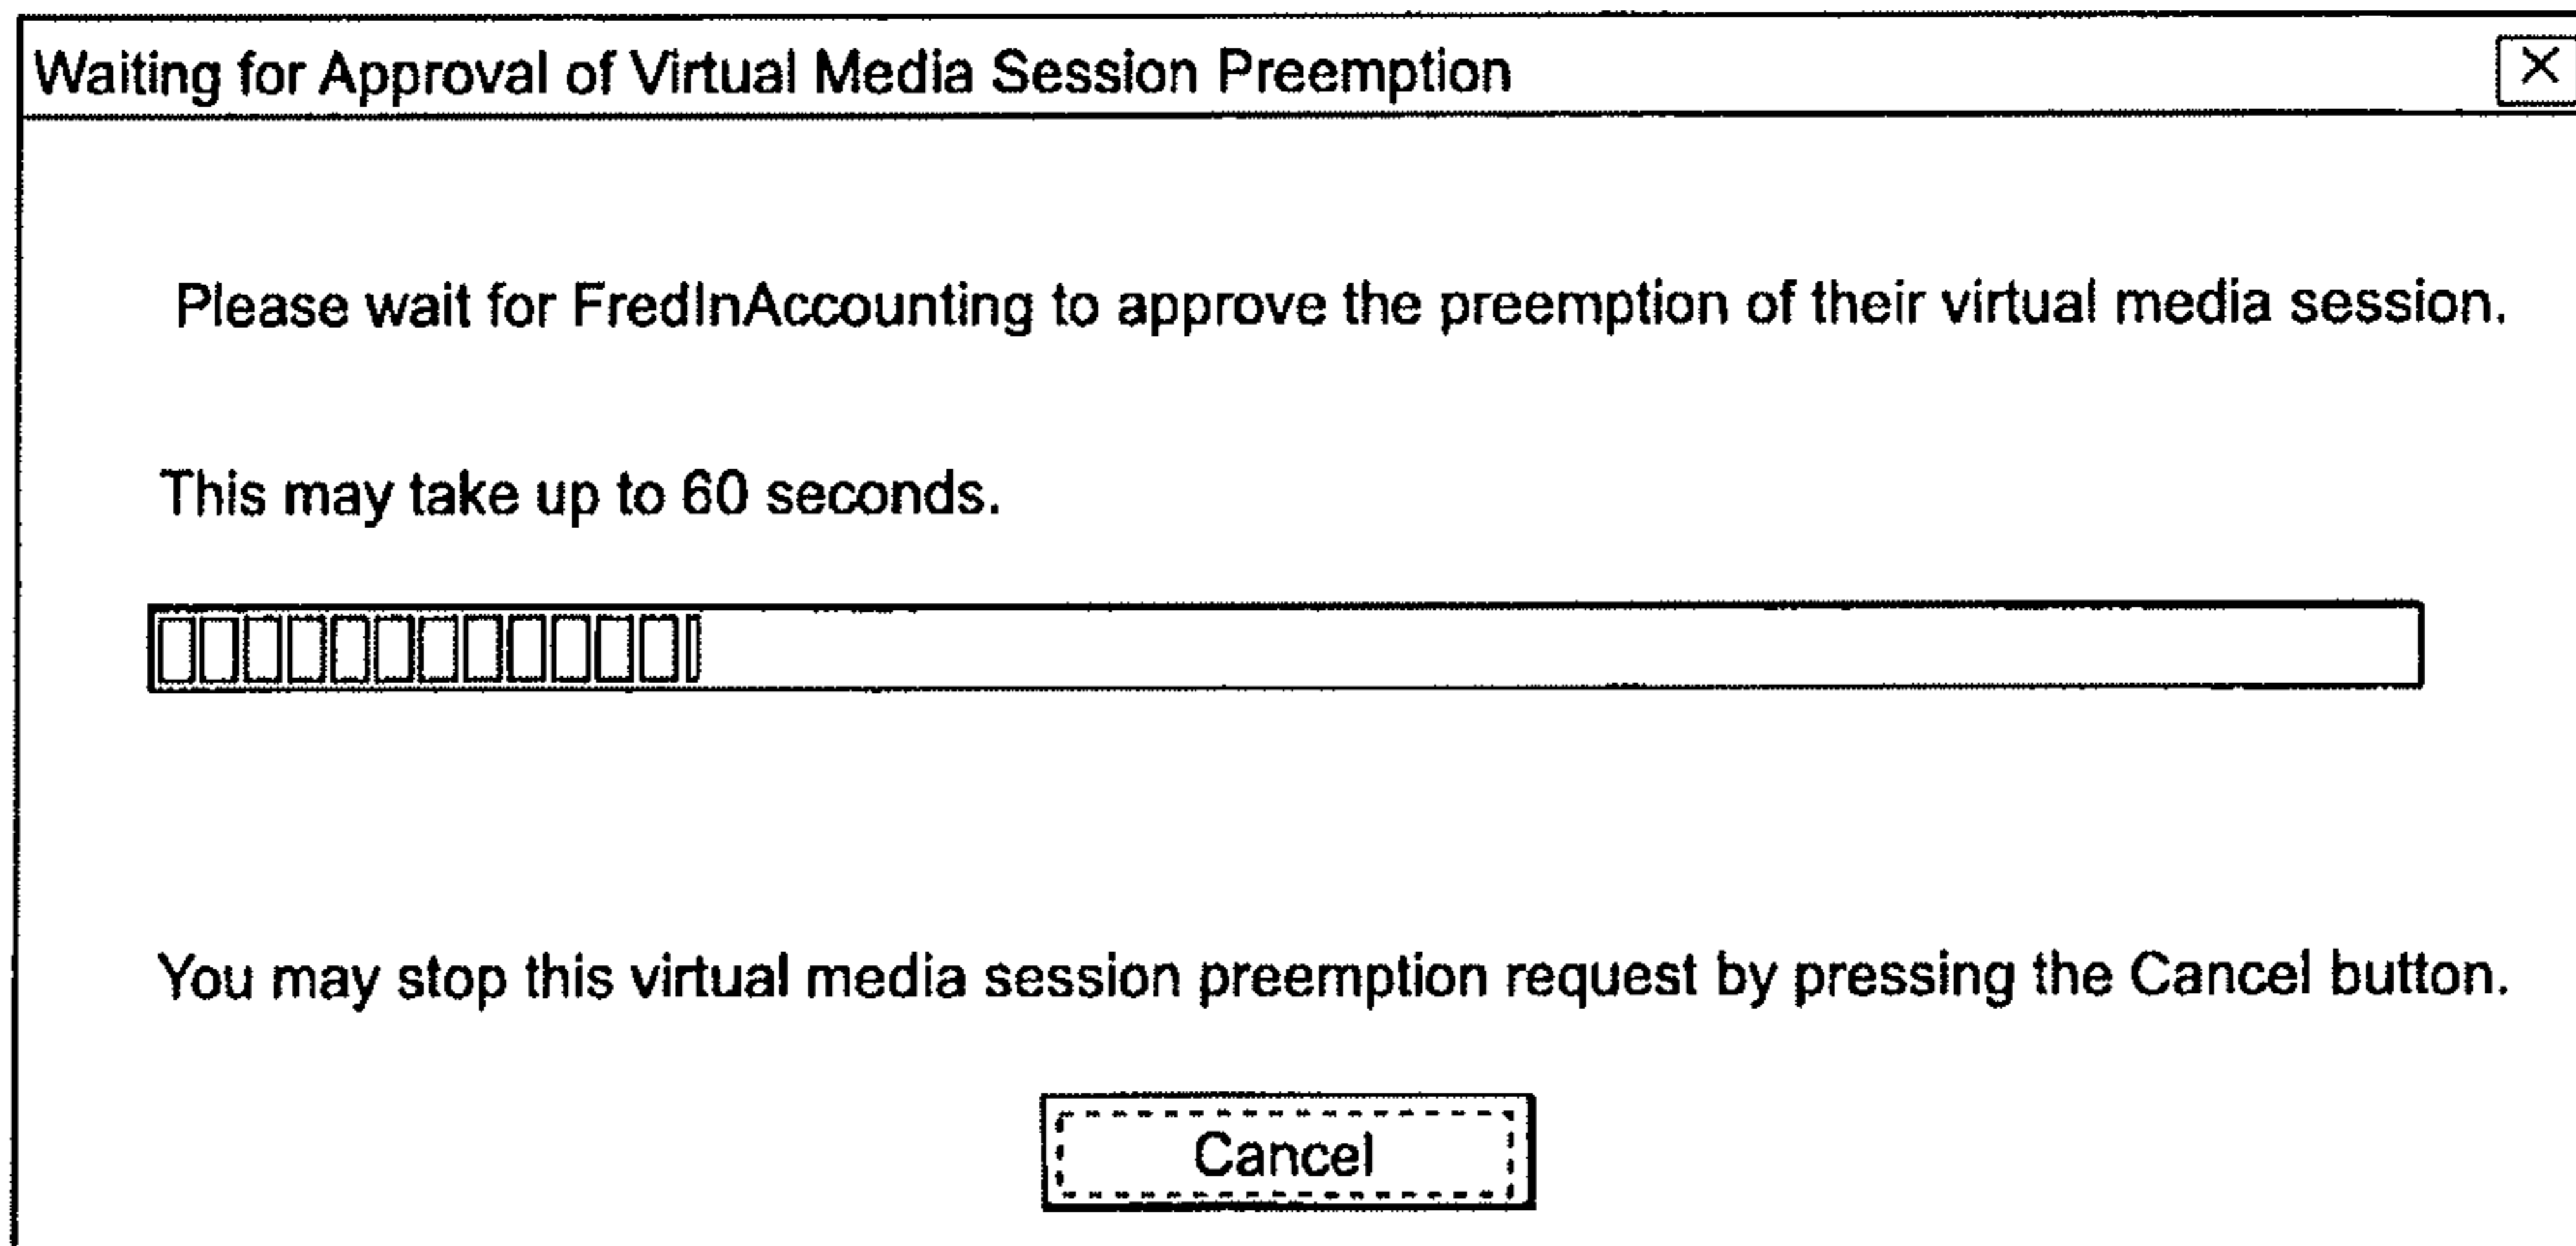 Waiting for Approval of Virtual Media Session Preemption
Please wait for FredInAccounting to approve the preemption of their virtual media session.
This may take up to 60 seconds.
You may stop this virtual media session preemption request by pressing the Cancel button.
Cancel